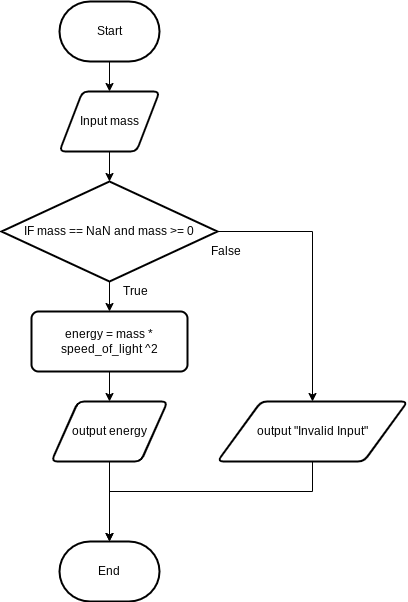 Start
Input mass
IF mass == NaN and mass >= 0
False
True
energy = mass *
speed_of_light ^2
output energy
output "Invalid Input"
End